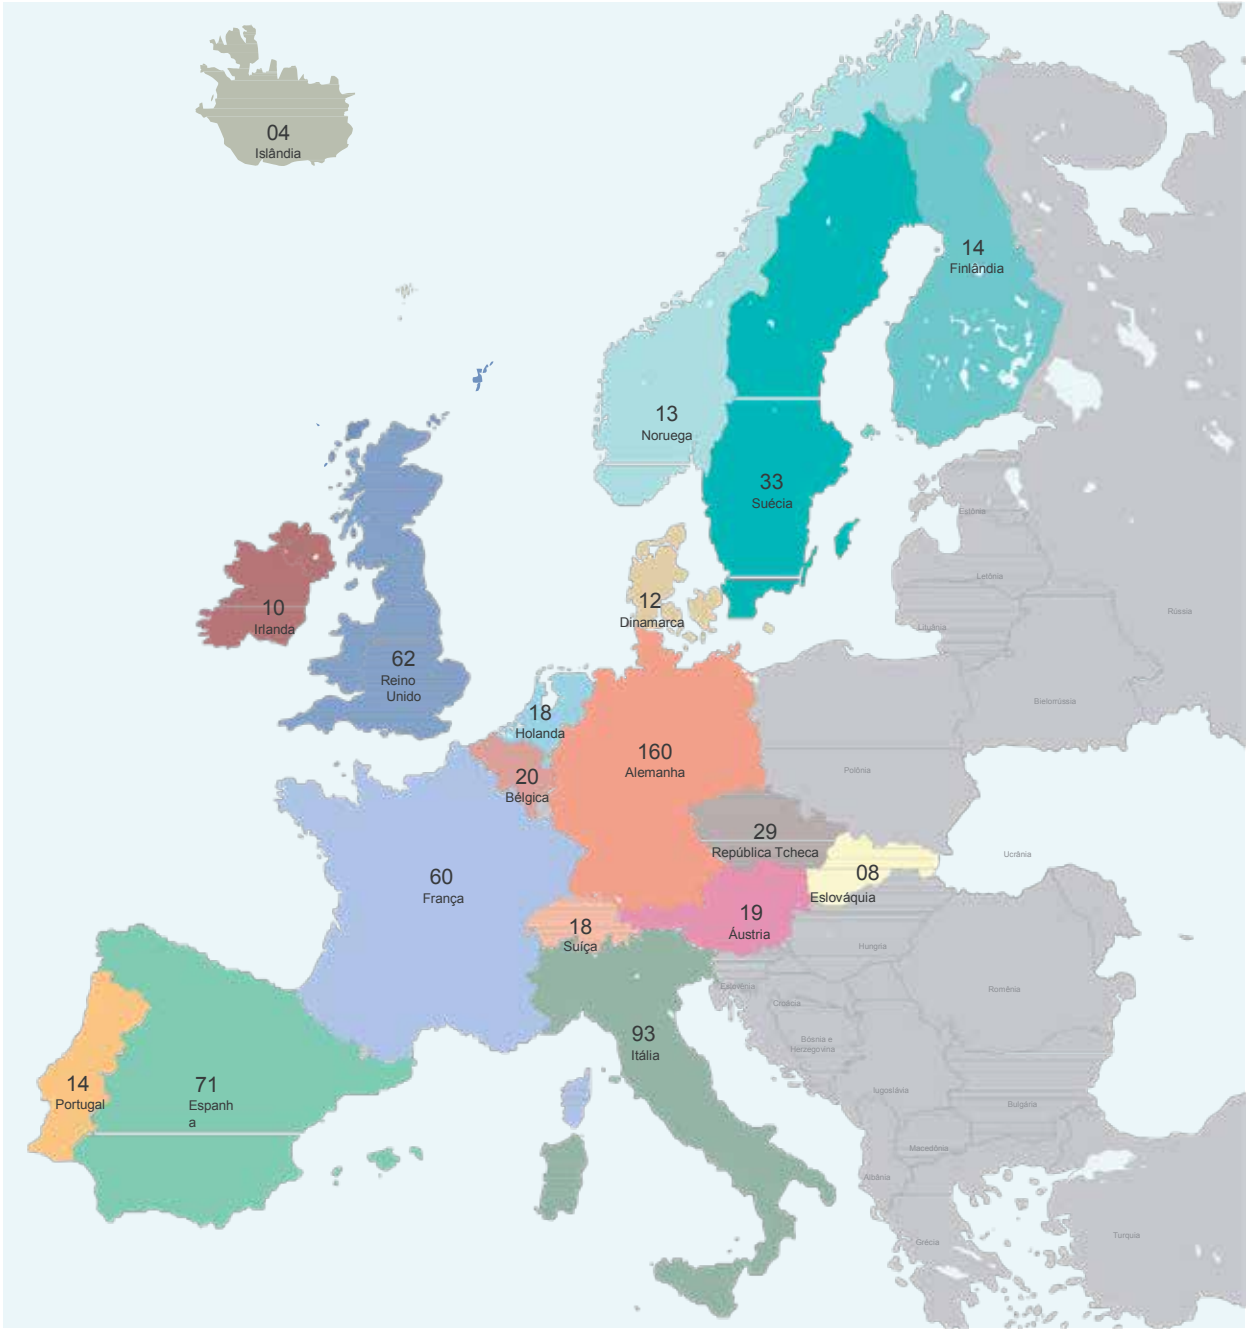 04
Islândia
14
Finlândia
13
Noruega
33
Suécia
Estônia
Letônia
Lituânia
Rússia
10
Irlanda
12
Dinamarca
62
Reino
Unido
18
Holanda
160
Alemanha
20
Bélgica
Bielorrússia
Polônia
29
República Tcheca
Ucrânia
60
França
08
Eslováquia
19
Áustria
18
Suíça
Hungria
Eslovênia
Croácia
Romênia
93
Itália
Bósnia e
Herzegovina
14
Portugal
71
Espanh
a
Iugoslávia
Bulgária
Macedônia
Albânia
Grécia
Turquia